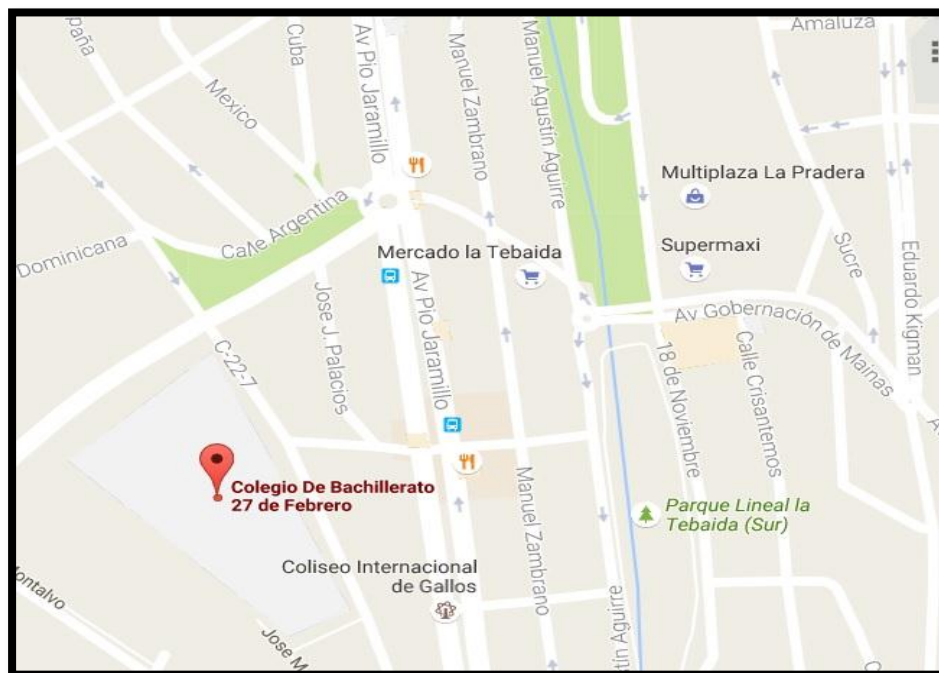 Amaluza
Cuba
Av Pio Jaramillo
Manuel Zambrano
Manuel Agustín Aguirre
Mexico
Multiplaza La Pradera
Calle Argentina
Dominicana
Mercado la Tebaida
Supermaxi
Sucre
Eduardo Kigman
Av Pio Jaramillo
Jose J. Palacios
Av Gobernación de Mainas
C-22-7
18 de Noviembre
Calle Crisantemos
Colegio De Bachillerato
27 de Febrero
Manuel Zambrano
Parque Lineal la
Tebaida (Sur)
Coliseo Internacional
de Gallos
tín Aguirre
ontalvo
Jose M